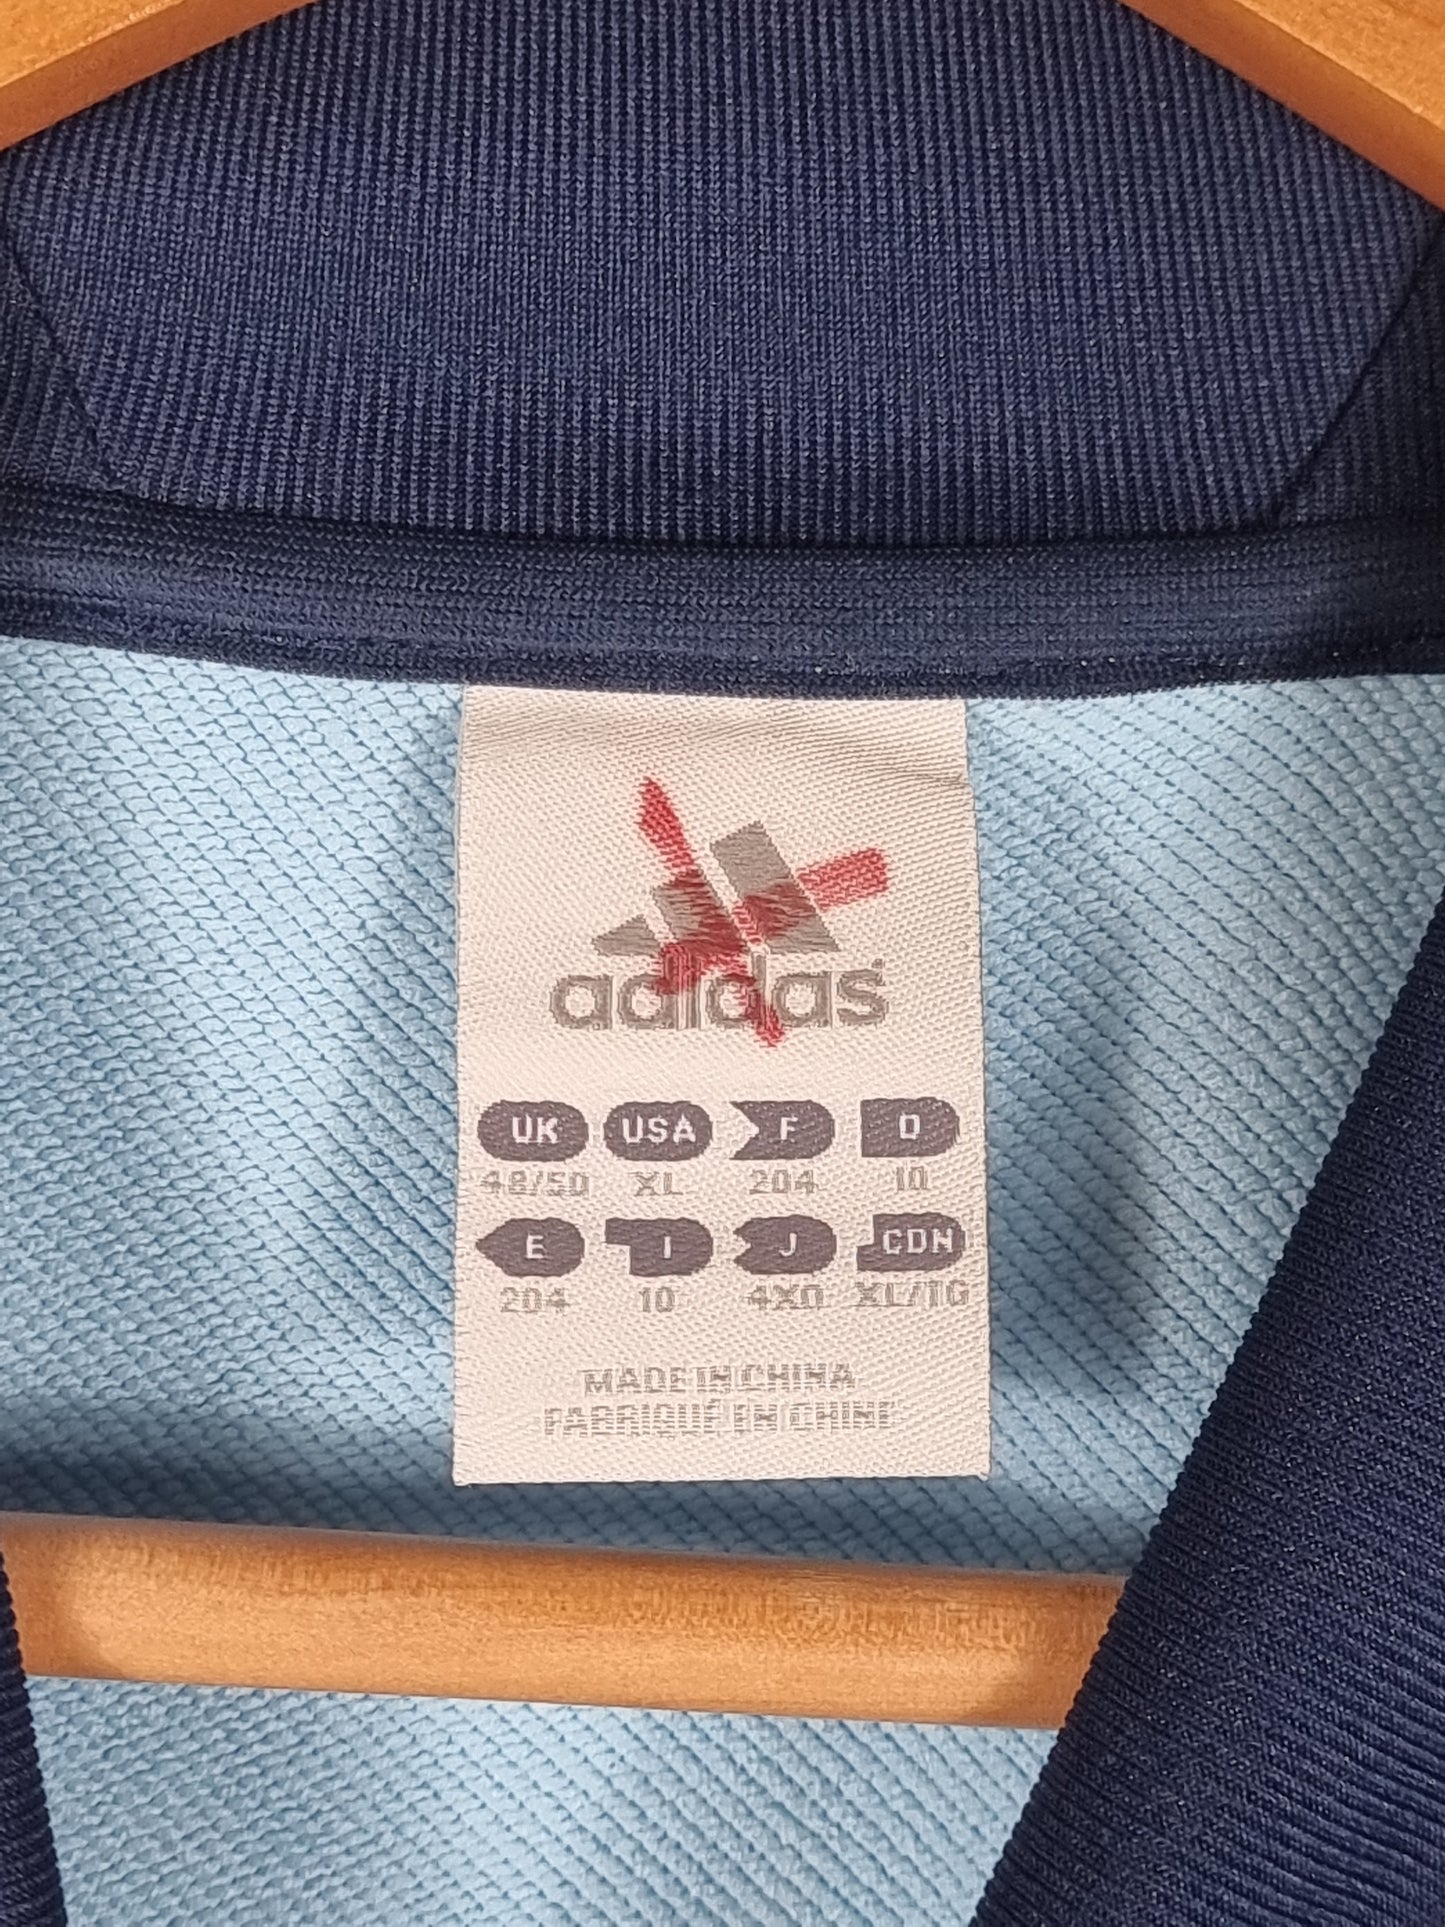 adidas
UK USA F D
48/50 XL 204 10
E I J CDN
204 10 4XO XL/TG
MADE IN CHINA
FABRIQUÉ EN CHINE